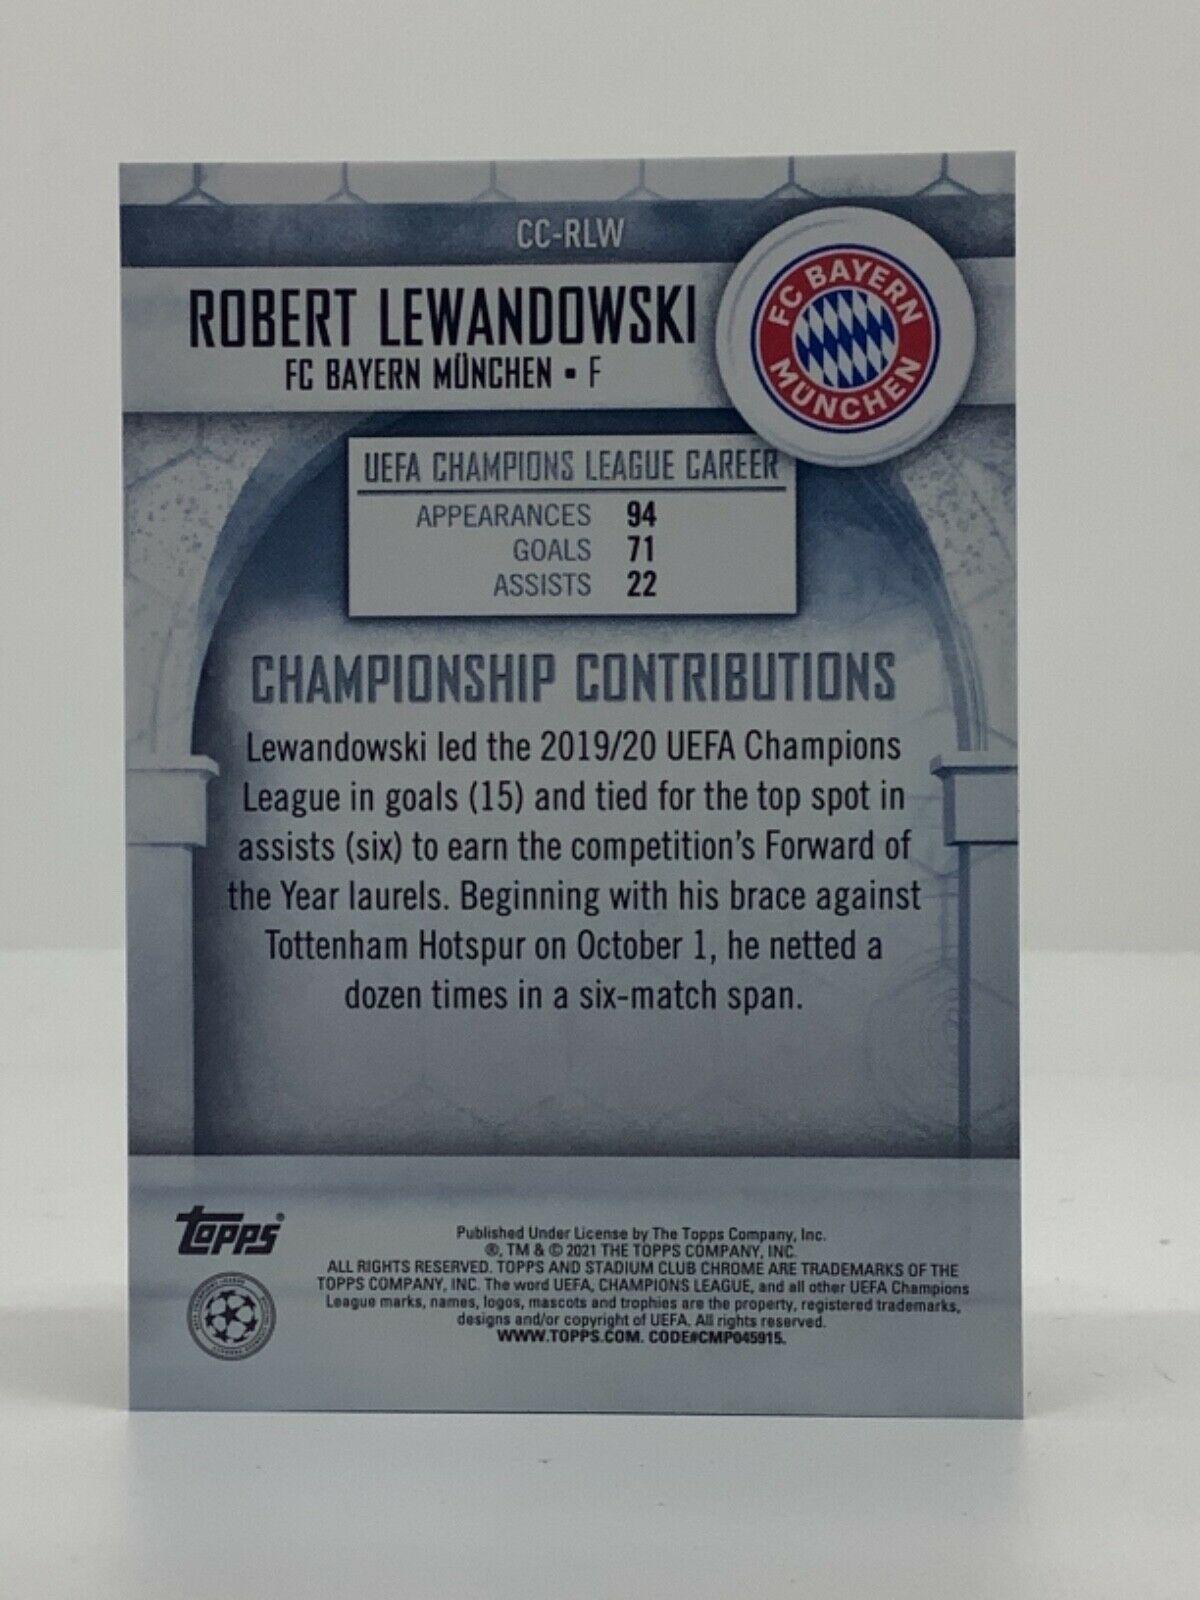 CC-RLW
ROBERT LEWANDOWSKI
FC BAYERN MÜNCHEN • F
FC BAYERN
MÜNCHEN
UEFA CHAMPIONS LEAGUE CAREER
APPEARANCES 94
GOALS 71
ASSISTS 22
CHAMPIONSHIP CONTRIBUTIONS
Lewandowski led the 2019/20 UEFA Champions
League in goals (15) and tied for the top spot in
assists (six) to earn the competition's Forward of
the Year laurels. Beginning with his brace against
Tottenham Hotspur on October 1, he netted a
dozen times in a six-match span.
topps®
Published Under License by The Topps Company, Inc.
®, TM & © 2021 THE TOPPS COMPANY, INC.
ALL RIGHTS RESERVED. TOPPS AND STADIUM CLUB CHROME ARE TRADEMARKS OF THE
TOPPS COMPANY, INC. The word UEFA, CHAMPIONS LEAGUE, and all other UEFA Champions
League marks, names, logos, mascots and trophies are the property, registered trademarks,
designs and/or copyright of UEFA. All rights reserved.
WWW.TOPPS.COM. CODE#CMP045915.